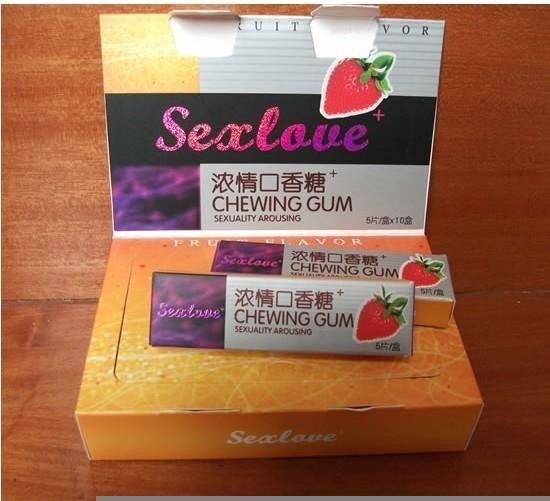 FRUIT FLAVOR
Sexlove+
浓情口香糖+
CHEWING GUM
SEXUALITY AROUSING
5片/盒x10盒
FRUIT FLAVOR
Sexlove+
浓情口香糖+
CHEWING GUM
SEXUALITY AROUSING
5片/盒
Sexlove+
浓情口香糖+
CHEWING GUM
SEXUALITY AROUSING
5片/盒
Sexlove+